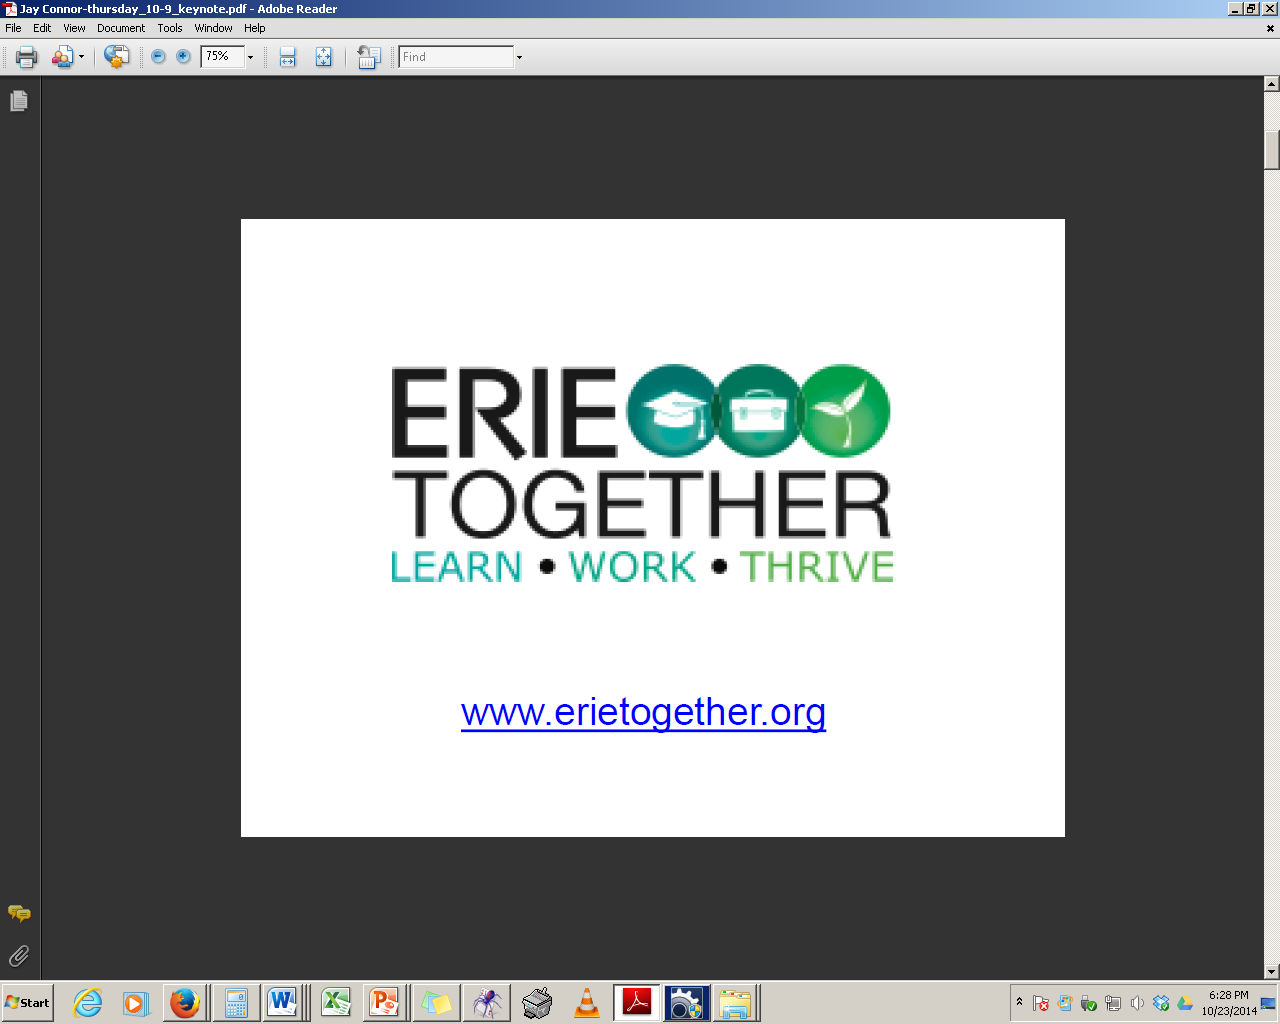 Jay Connor-thursday_10-9_keynote.pdf - Adobe Reader
File Edit View Document Tools Window Help
75% Find
ERIE
TOGETHER
LEARN • WORK • THRIVE
www.erietogether.org
Start
6:28 PM
10/23/2014